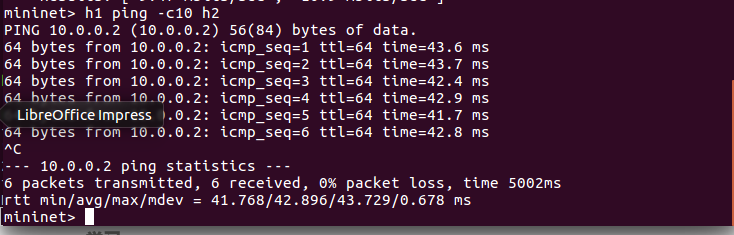 mininet> h1 ping -c10 h2
PING 10.0.0.2 (10.0.0.2) 56(84) bytes of data.
64 bytes from 10.0.0.2: icmp_seq=1 ttl=64 time=43.6 ms
64 bytes from 10.0.0.2: icmp_seq=2 ttl=64 time=43.7 ms
64 bytes from 10.0.0.2: icmp_seq=3 ttl=64 time=42.4 ms
64 bytes from 10.0.0.2: icmp_seq=4 ttl=64 time=42.9 ms
LibreOffice Impress 0.0.2: icmp_seq=5 ttl=64 time=41.7 ms
64 bytes from 10.0.0.2: icmp_seq=6 ttl=64 time=42.8 ms
^C
--- 10.0.0.2 ping statistics ---
6 packets transmitted, 6 received, 0% packet loss, time 5002ms
rtt min/avg/max/mdev = 41.768/42.896/43.729/0.678 ms
mininet>